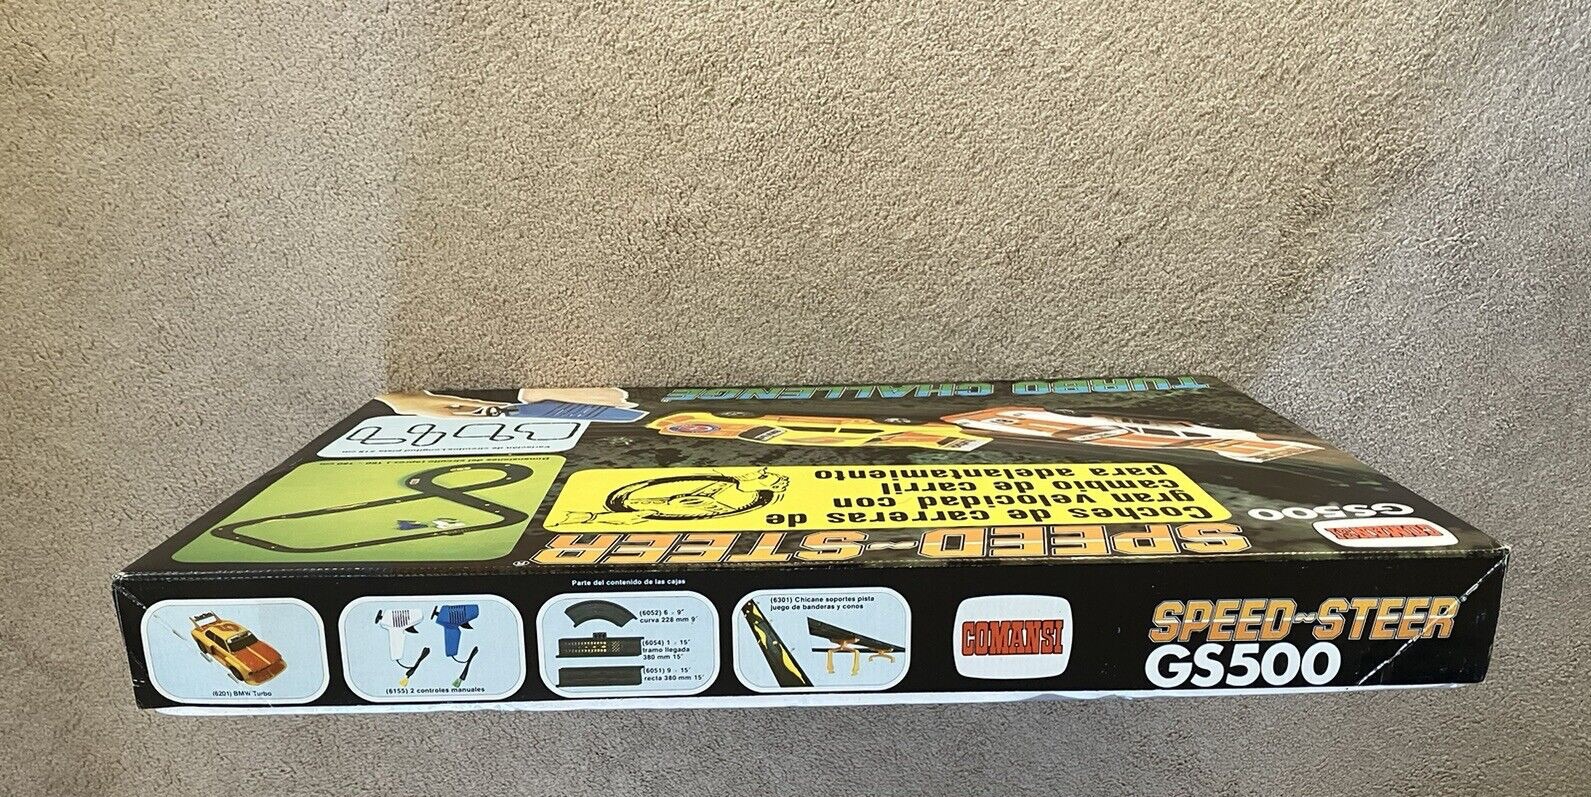 Parte del contenido de las cajas
(6201) BMW Turbo
(6155) 2 controles manuales
(6052) 6 - 9"
curva 228 mm 9"
(6054) 1 - 15"
tramo llegada
380 mm 15"
(6051) 9 - 15"
recta 380 mm 15"
(6301) Chicane soportes pista
juego de banderas y conos
COMANSI
SPEED~STEER
GS500
COMANSI
GS500
SPEED~STEER
Coches de carreras de
gran velocidad con
cambio de carril
para adelantamiento
TURBO CHALLENGE